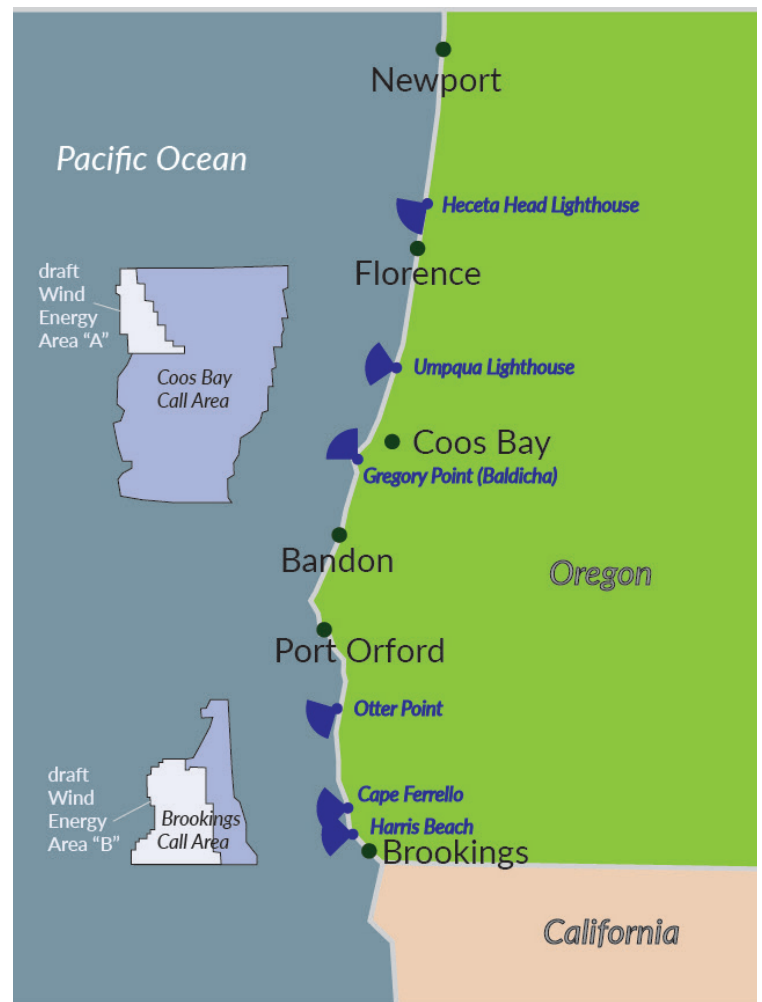 Newport
Pacific Ocean
Heceta Head Lighthouse
Florence
draft
Wind
Energy
Area “A”
Coos Bay
Call Area
Umpqua Lighthouse
Coos Bay
Gregory Point (Baldicha)
Bandon
Oregon
Port Orford
Otter Point
draft
Wind
Energy
Area “B”
Brookings
Call Area
Cape Ferrello
Harris Beach
Brookings
California